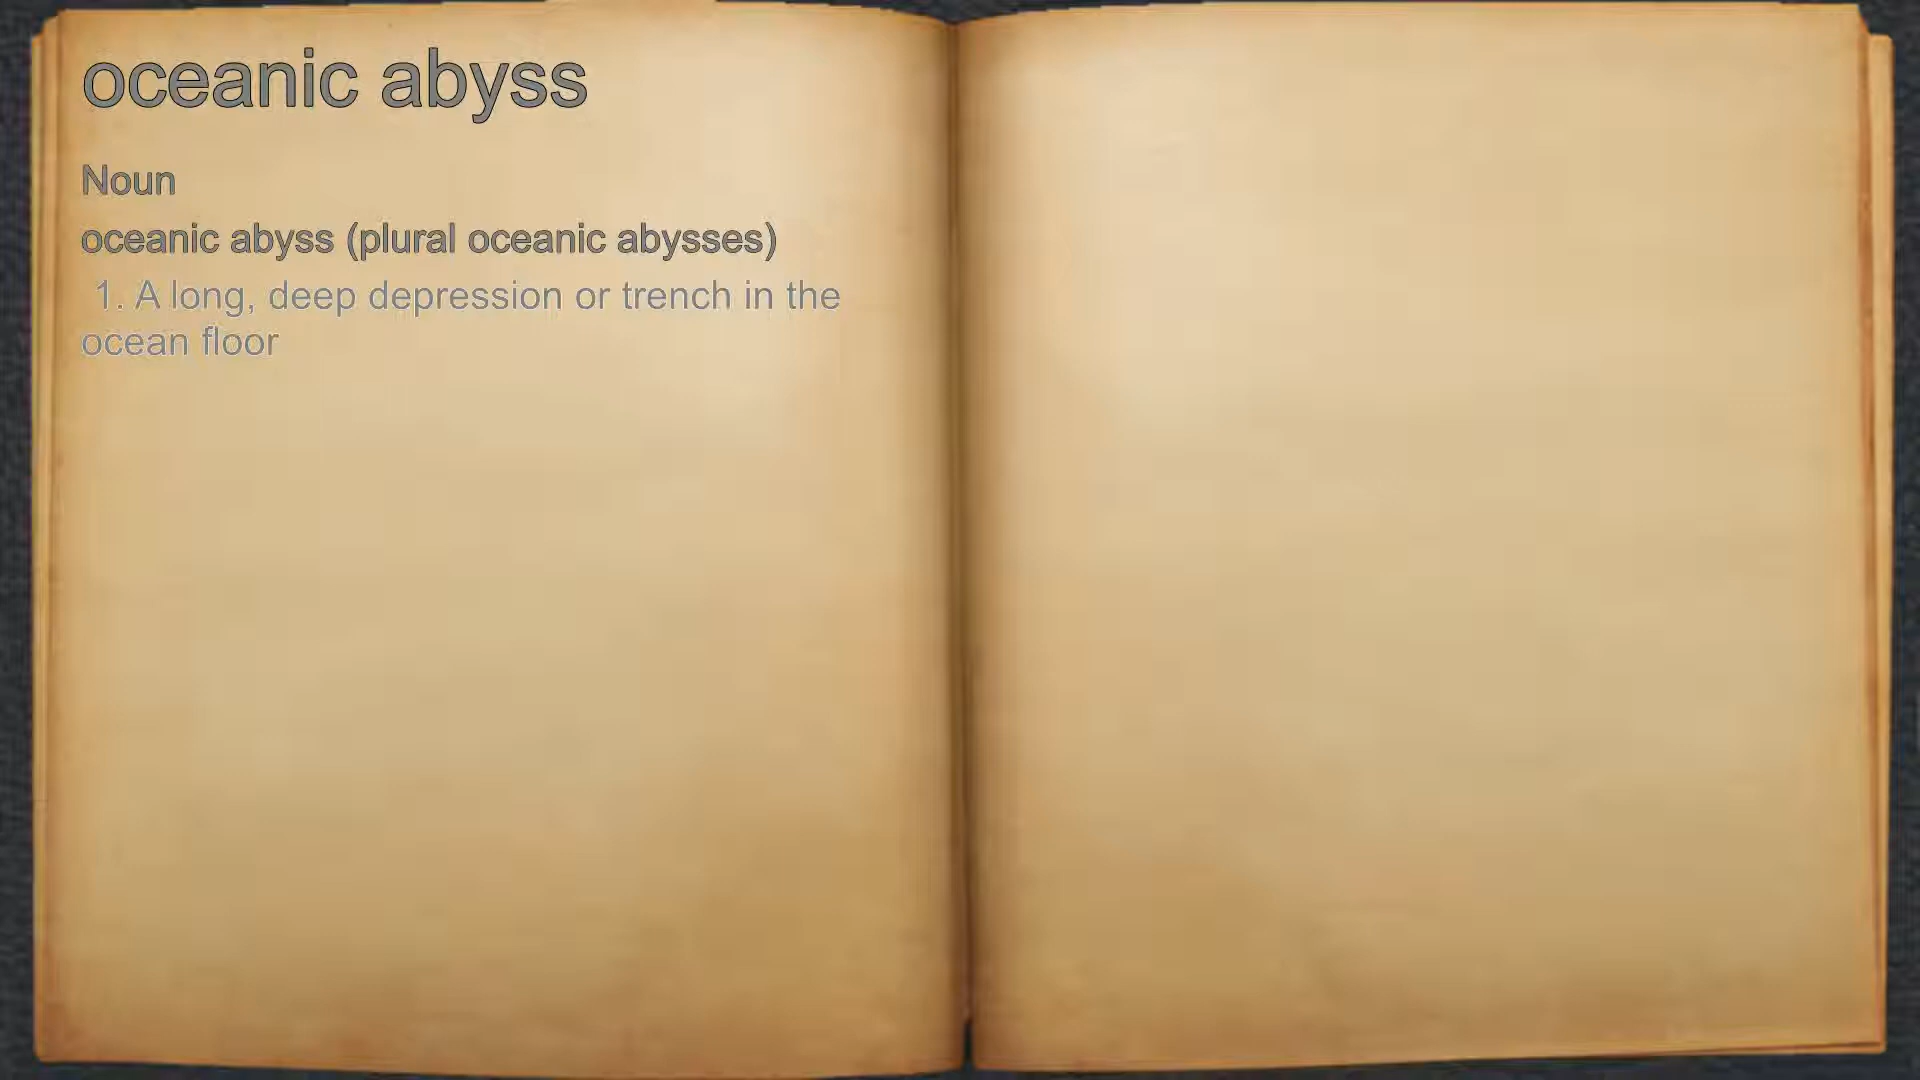 oceanic abyss
Noun
oceanic abyss (plural oceanic abysses)
1. A long, deep depression or trench in the
ocean floor